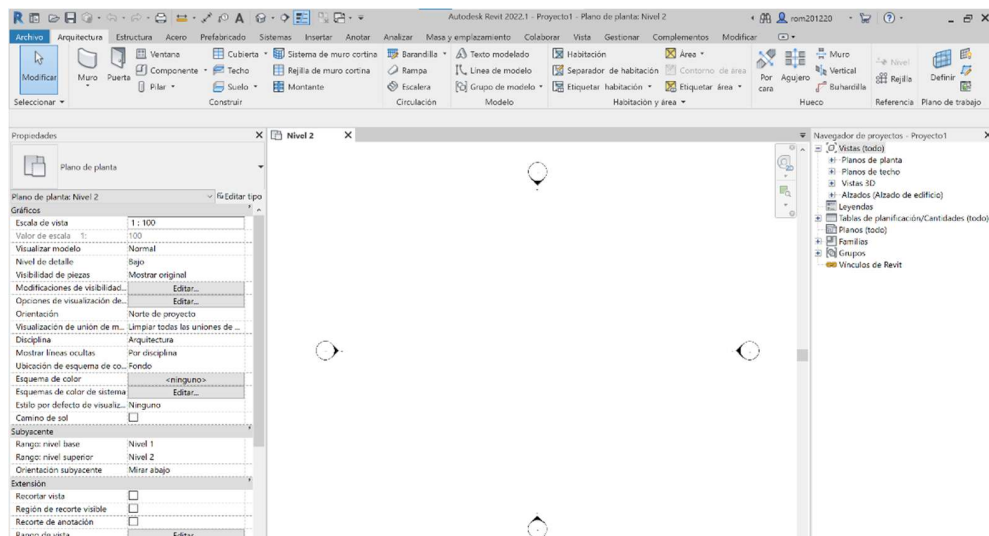 Autodesk Revit 2022.1 - Proyecto1 - Plano de planta: Nivel 2
rom201220
Archivo Arquitectura Estructura Acero Prefabricado Sistemas Insertar Anotar Analizar Masa y emplazamiento Colaborar Vista Gestionar Complementos Modificar
Modificar
Muro
Puerta
Ventana
Componente
Pilar
Cubierta
Techo
Suelo
Sistema de muro cortina
Rejilla de muro cortina
Montante
Barandilla
Rampa
Escalera
Texto modelado
Línea de modelo
Grupo de modelo
Habitación
Separador de habitación
Etiquetar habitación
Área
Contorno de área
Etiquetar área
Por cara
Agujero
Muro
Vertical
Buhardilla
Nivel
Rejilla
Definir
Seleccionar Construir Circulación Modelo Habitación y área Hueco Referencia Plano de trabajo
Propiedades
Plano de planta
Plano de planta: Nivel 2 Editar tipo
Gráficos
Escala de vista 1 : 100
Valor de escala 1: 100
Visualizar modelo Normal
Nivel de detalle Bajo
Visibilidad de piezas Mostrar original
Modificaciones de visibilidad... Editar...
Opciones de visualización de... Editar...
Orientación Norte de proyecto
Visualización de unión de m... Limpiar todas las uniones de ...
Disciplina Arquitectura
Mostrar líneas ocultas Por disciplina
Ubicación de esquema de co... Fondo
Esquema de color <ninguno>
Esquemas de color de sistema Editar...
Estilo por defecto de visualiz... Ninguno
Camino de sol
Subyacente
Rango: nivel base Nivel 1
Rango: nivel superior Nivel 2
Orientación subyacente Mirar abajo
Extensión
Recortar vista
Región de recorte visible
Recorte de anotación
Rango de vista Editar...
Nivel 2
Navegador de proyectos - Proyecto1
Vistas (todo)
Planos de planta
Planos de techo
Vistas 3D
Alzados (Alzado de edificio)
Leyendas
Tablas de planificación/Cantidades (todo)
Planos (todo)
Familias
Grupos
Vínculos de Revit